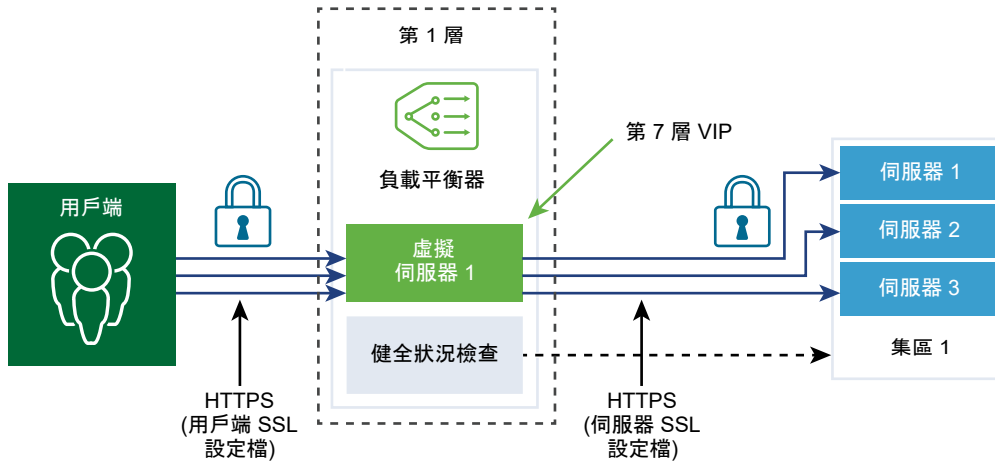 第 1 層
負載平衡器
第 7 層 VIP
用戶端
虛擬
伺服器 1
健全狀況檢查
伺服器 1
伺服器 2
伺服器 3
集區 1
HTTPS
(用戶端 SSL
設定檔)
HTTPS
(伺服器 SSL
設定檔)